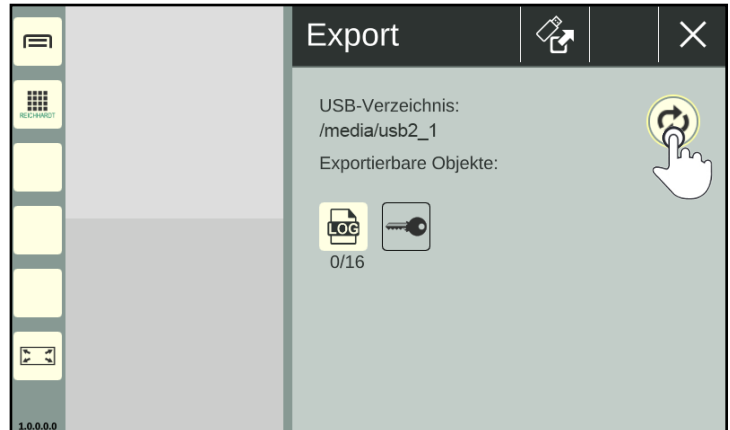 Export
REICHHARDT
USB-Verzeichnis:
/media/usb2_1
Exportierbare Objekte:
LOG
0/16
1.0.0.0.0